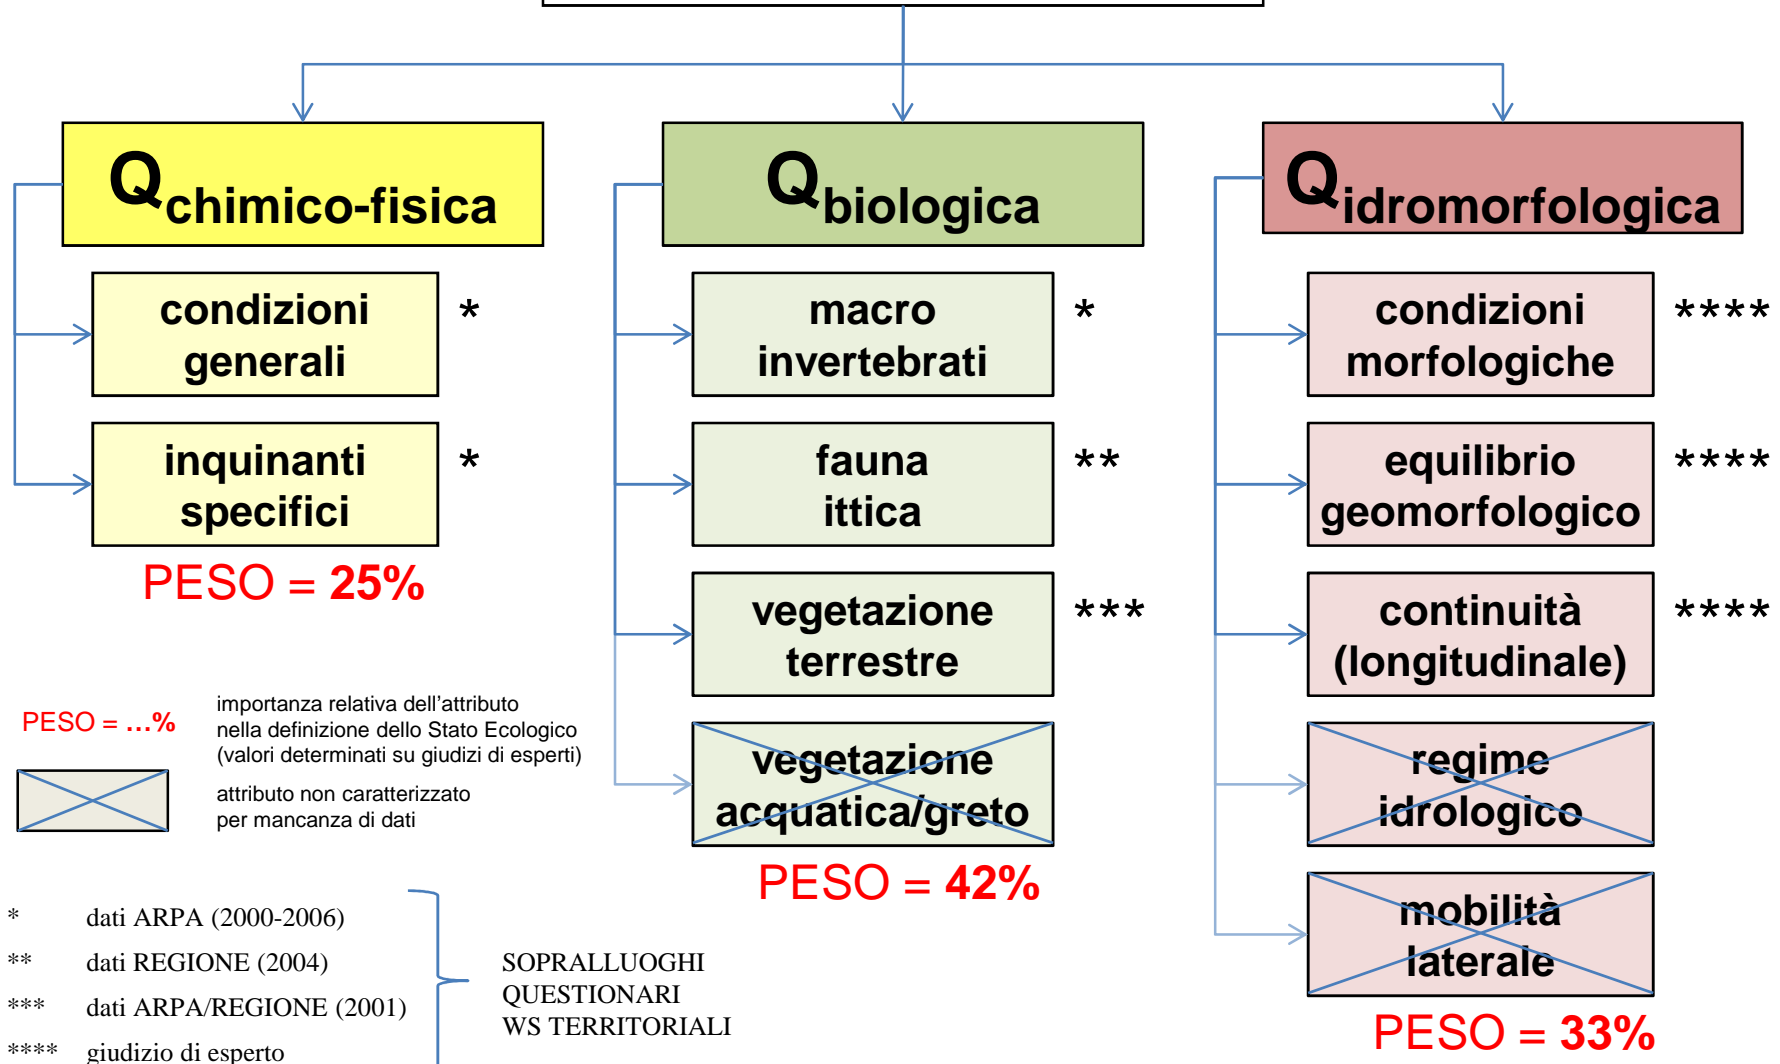 Q chimico-fisica
condizioni
generali
*
inquinanti
specifici
*
PESO = 25%
Q biologica
macro
invertebrati
*
fauna
ittica
**
vegetazione
terrestre
***
vegetazione
acquatica/greto
PESO = 42%
Q idromorfologica
condizioni
morfologiche
****
equilibrio
geomorfologico
****
continuità
(longitudinale)
****
regime
idrologico
mobilità
laterale
PESO = 33%
PESO = ...%
importanza relativa dell'attributo
nella definizione dello Stato Ecologico
(valori determinati su giudizi di esperti)
attributo non caratterizzato
per mancanza di dati
* dati ARPA (2000-2006)
** dati REGIONE (2004)
*** dati ARPA/REGIONE (2001)
**** giudizio di esperto
SOPRALLUOGHI
QUESTIONARI
WS TERRITORIALI